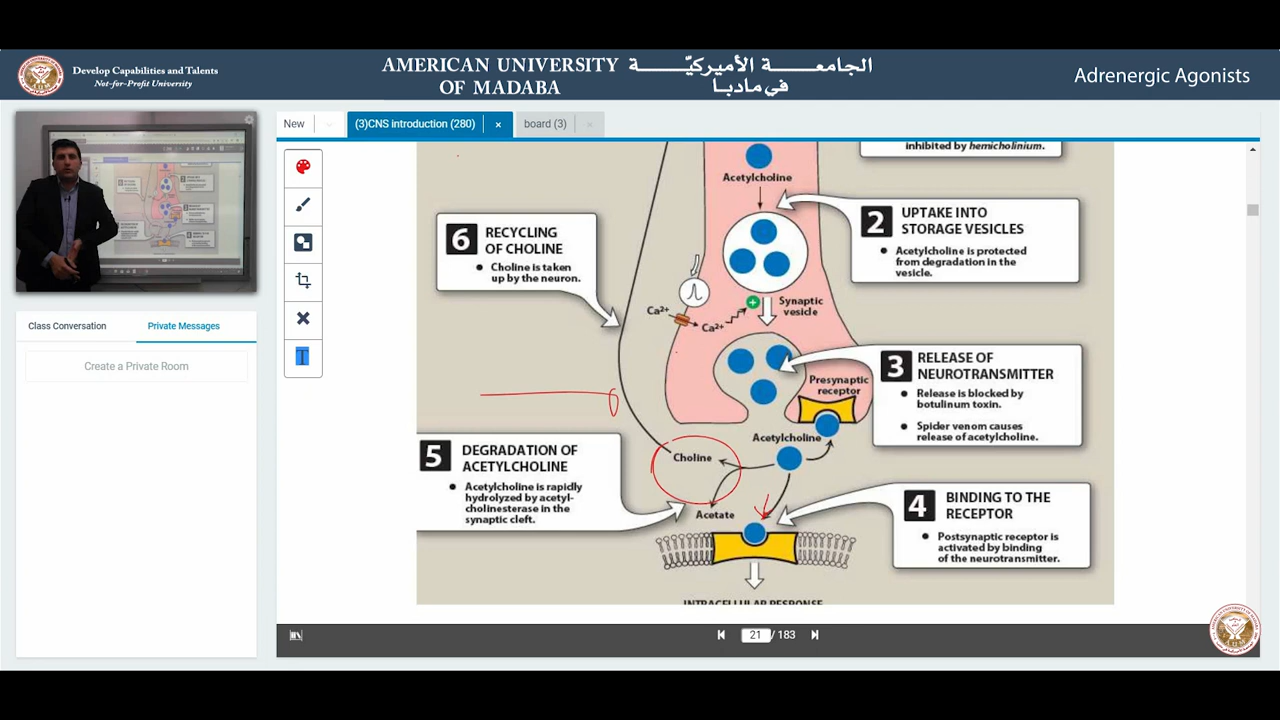 Develop Capabilities and Talents
Not-for-Profit University
AMERICAN UNIVERSITY
OF MADABA
الجامعة الأميركيّة
في مادبا
Adrenergic Agonists
New
(3)CNS introduction (280)
x
board (3)
x
Class Conversation
Private Messages
Create a Private Room
inhibited by hemicholinium.
Acetylcholine
2
UPTAKE INTO
STORAGE VESICLES
Acetylcholine is protected
from degradation in the
vesicle.
6
RECYCLING
OF CHOLINE
Choline is taken
up by the neuron.
Ca2+
Ca2+
+
Synaptic
vesicle
3
RELEASE OF
NEUROTRANSMITTER
Release is blocked by
botulinum toxin.
Spider venom causes
release of acetylcholine.
Presynaptic
receptor
Acetylcholine
Choline
Acetate
5
DEGRADATION OF
ACETYLCHOLINE
Acetylcholine is rapidly
hydrolyzed by acetyl-
cholinesterase in the
synaptic cleft.
4
BINDING TO THE
RECEPTOR
Postsynaptic receptor is
activated by binding
of the neurotransmitter.
INTRACELLULAR RESPONSE
21 / 183
T